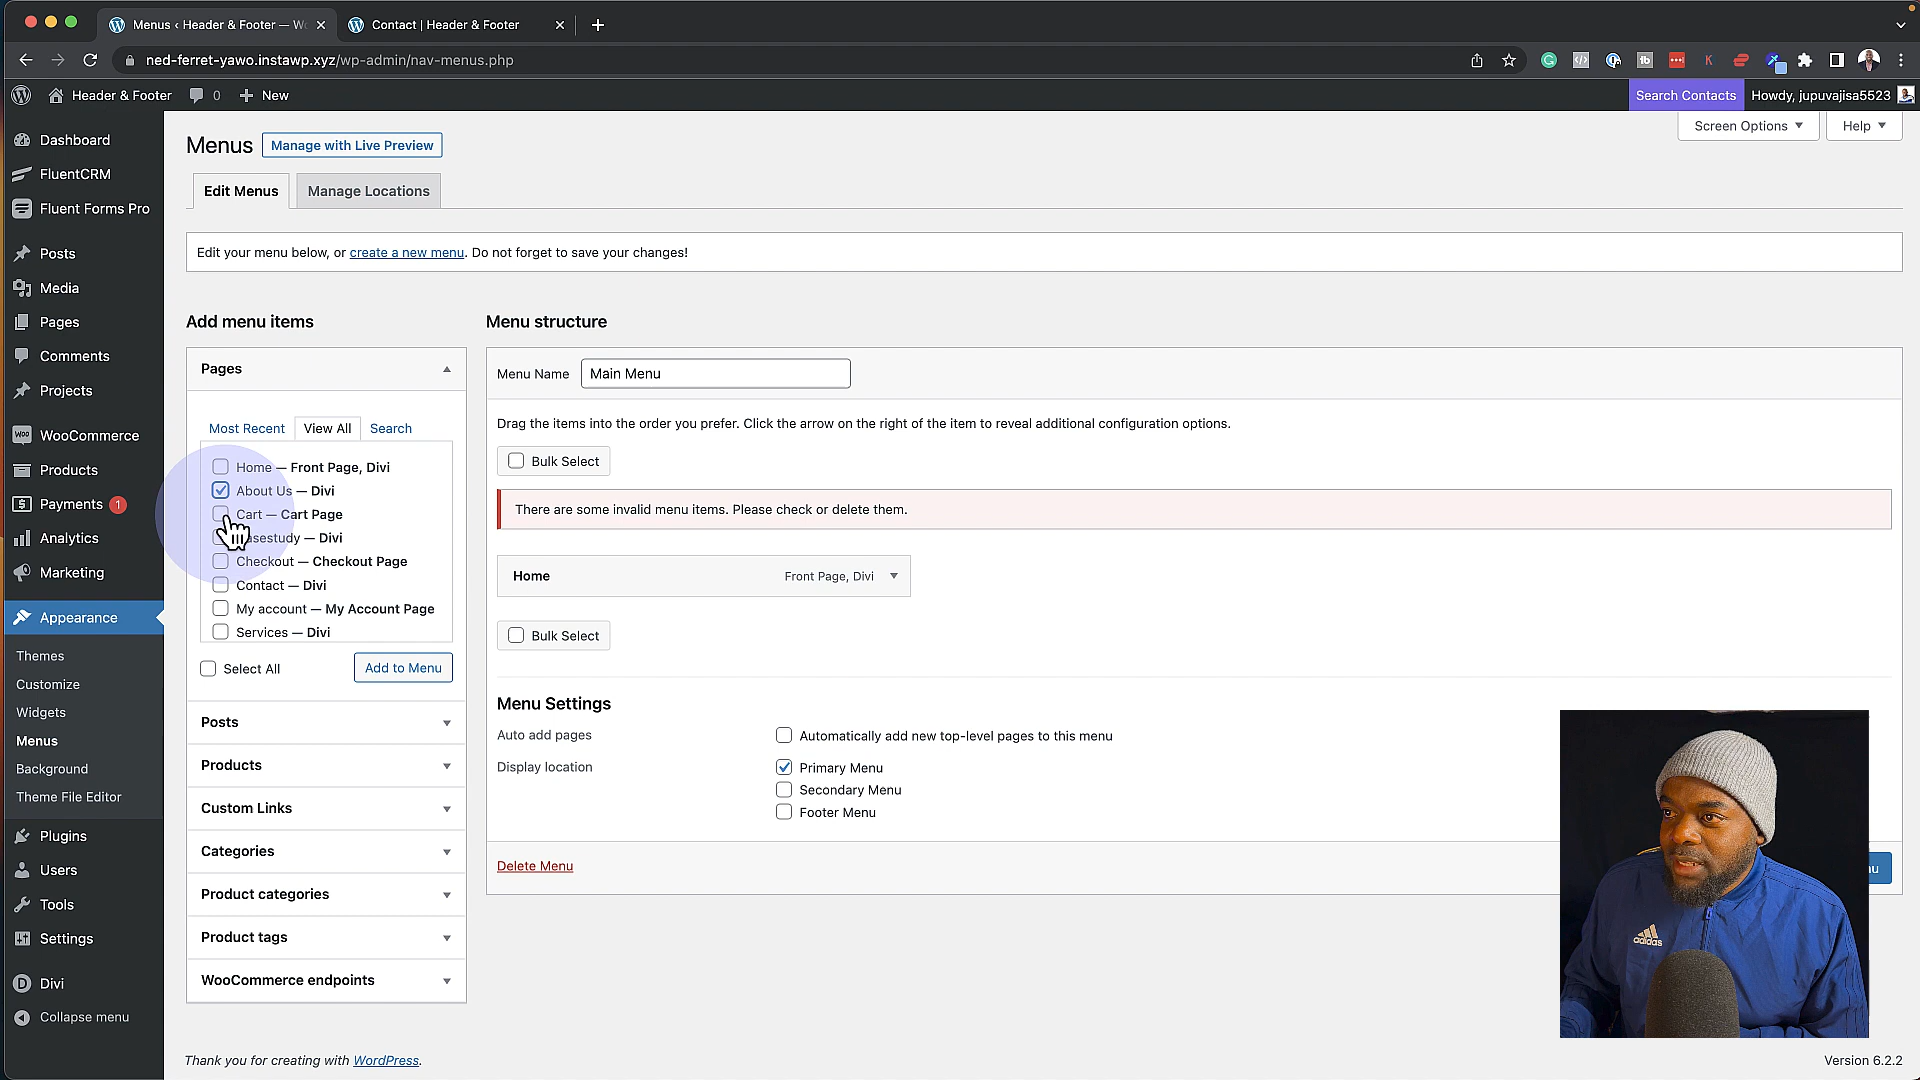 Menus ‹ Header & Footer — W
Contact | Header & Footer
ned-ferret-yawo.instawp.xyz/wp-admin/nav-menus.php
Header & Footer
0
New
Search Contacts
Howdy, jupuvajisa5523
Dashboard
FluentCRM
Fluent Forms Pro
Posts
Media
Pages
Comments
Projects
WooCommerce
Products
Payments 1
Analytics
Marketing
Appearance
Themes
Customize
Widgets
Menus
Background
Theme File Editor
Plugins
Users
Tools
Settings
Divi
Collapse menu
Screen Options
Help
Menus
Manage with Live Preview
Edit Menus
Manage Locations
Edit your menu below, or create a new menu. Do not forget to save your changes!
Add menu items
Pages
Most Recent
View All
Search
Home — Front Page, Divi
About Us — Divi
Cart — Cart Page
asestudy — Divi
Checkout — Checkout Page
Contact — Divi
My account — My Account Page
Services — Divi
Select All
Add to Menu
Posts
Products
Custom Links
Categories
Product categories
Product tags
WooCommerce endpoints
Menu structure
Menu Name
Main Menu
Drag the items into the order you prefer. Click the arrow on the right of the item to reveal additional configuration options.
Bulk Select
There are some invalid menu items. Please check or delete them.
Home
Front Page, Divi
Bulk Select
Menu Settings
Auto add pages
Automatically add new top-level pages to this menu
Display location
Primary Menu
Secondary Menu
Footer Menu
Delete Menu
nu
adidas
Thank you for creating with WordPress.
Version 6.2.2